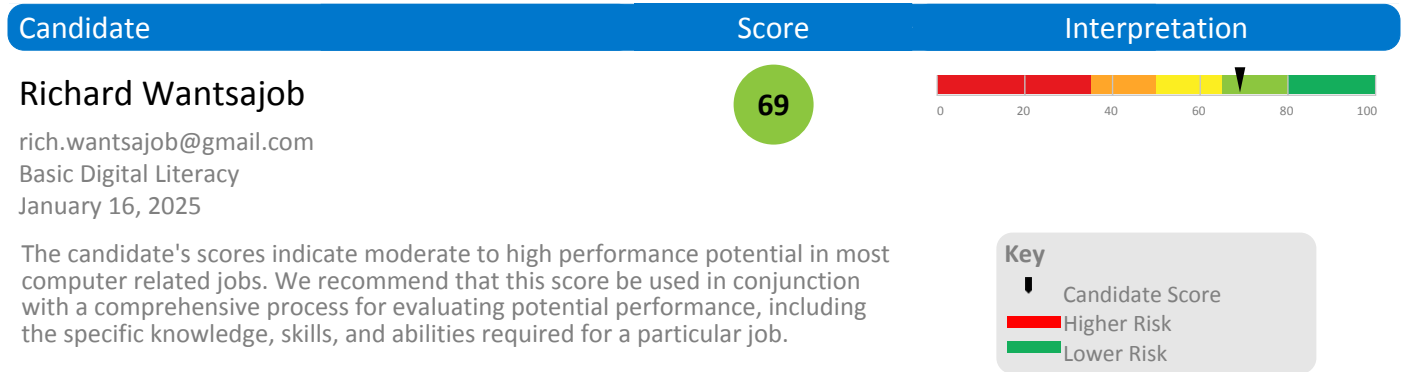 Candidate Score Interpretation
Richard Wantsajob
69
0 20 40 60 80 100
rich.wantsajob@gmail.com
Basic Digital Literacy
January 16, 2025
The candidate's scores indicate moderate to high performance potential in most
computer related jobs. We recommend that this score be used in conjunction
with a comprehensive process for evaluating potential performance, including
the specific knowledge, skills, and abilities required for a particular job.
Key
Candidate Score
Higher Risk
Lower Risk